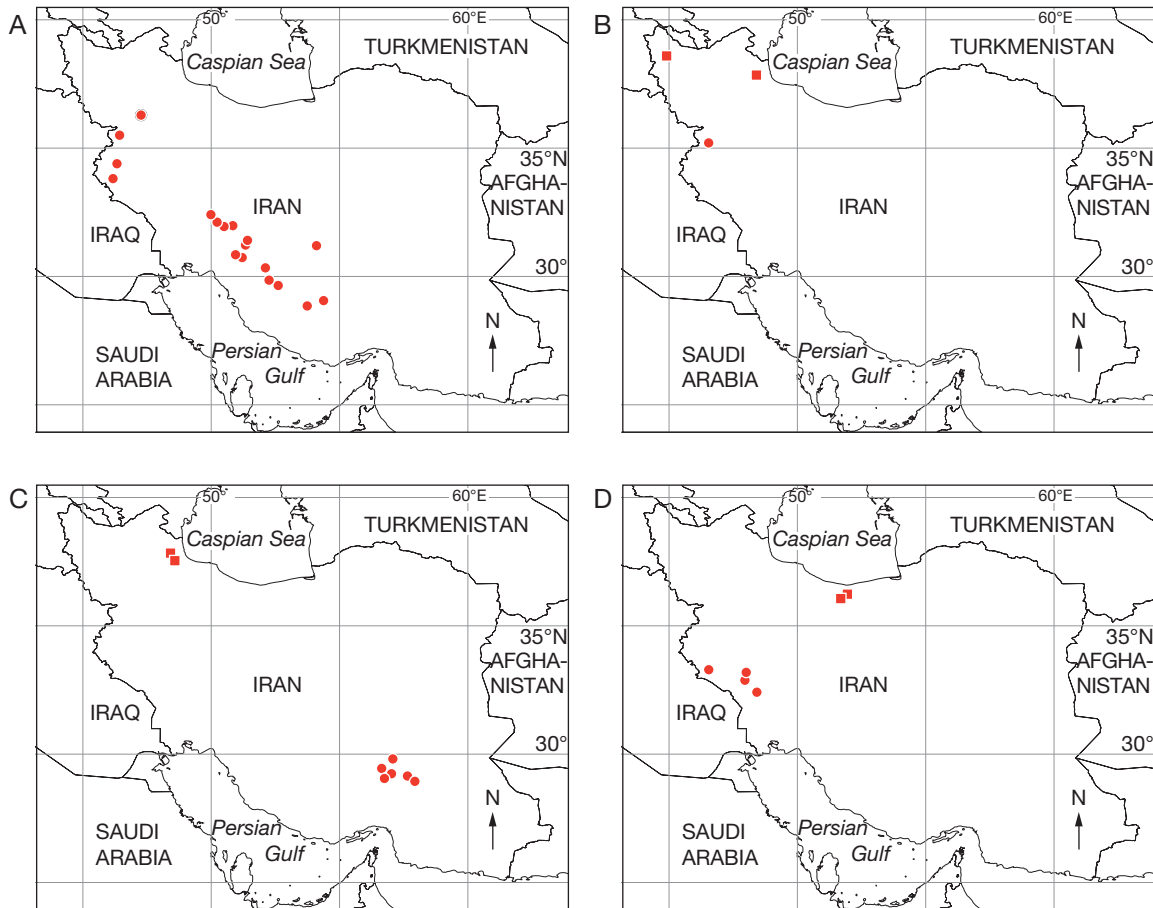 A
50°
60°E
TURKMENISTAN
Caspian Sea
35°N
AFGHA-
NISTAN
IRAN
IRAQ
30°
N
SAUDI
ARABIA
Persian
Gulf
B
50°
60°E
TURKMENISTAN
Caspian Sea
35°N
AFGHA-
NISTAN
IRAN
IRAQ
30°
N
SAUDI
ARABIA
Persian
Gulf
C
50°
60°E
TURKMENISTAN
Caspian Sea
35°N
AFGHA-
NISTAN
IRAN
IRAQ
30°
N
SAUDI
ARABIA
Persian
Gulf
D
50°
60°E
TURKMENISTAN
Caspian Sea
35°N
AFGHA-
NISTAN
IRAN
IRAQ
30°
N
SAUDI
ARABIA
Persian
Gulf